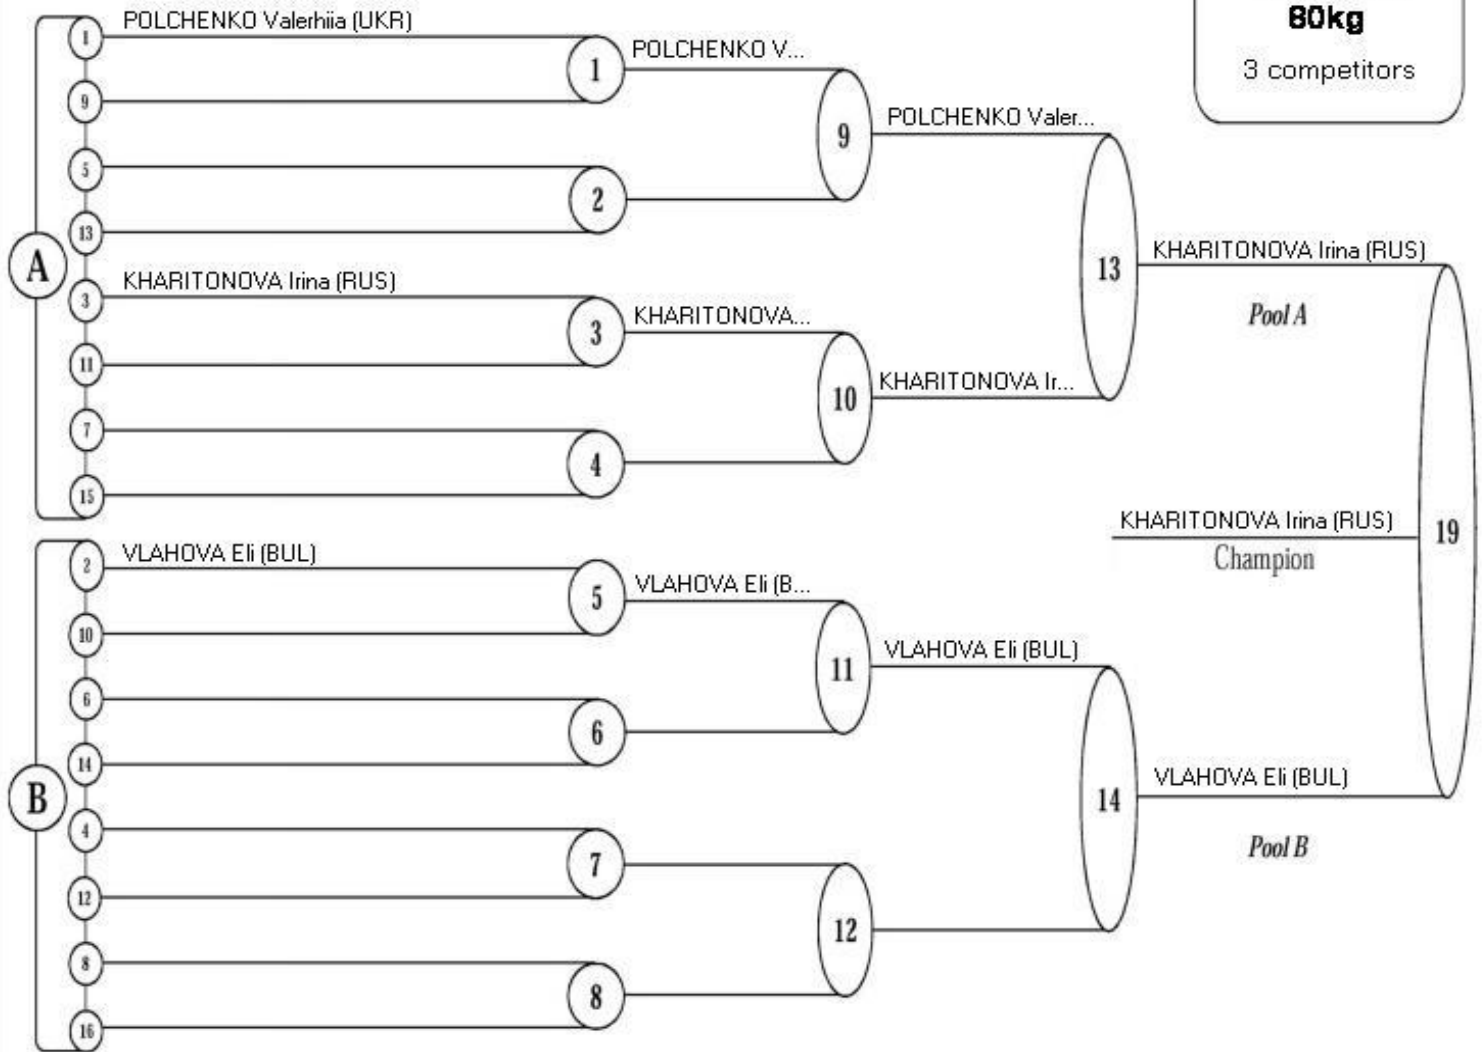 80kg
3 competitors
POLCHENKO Valerhiia (UKR)
1
9
5
13
A
KHARITONOVA Irina (RUS)
3
11
7
15
VLAHOVA Eli (BUL)
2
10
6
14
B
4
12
8
16
1
2
3
4
5
6
7
8
POLCHENKO V...
KHARITONOVA...
VLAHOVA Eli (B...
9
10
11
12
POLCHENKO Valer...
KHARITONOVA Ir...
VLAHOVA Eli (BUL)
13
14
KHARITONOVA Irina (RUS)
Pool A
KHARITONOVA Irina (RUS)
Champion
VLAHOVA Eli (BUL)
Pool B
19